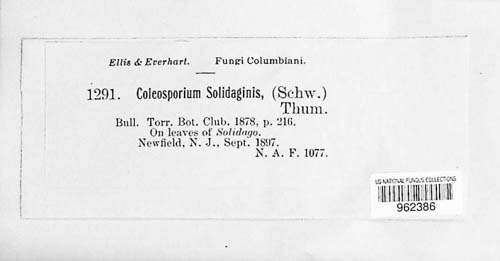 Ellis & Everhart. Fungi Columbiani.
1291. Coleosporium Solidaginis, (Schw.)
Thum.
Bull. Torr. Bot. Club. 1878, p. 216.
On leaves of Solidago.
Newfield, N. J., Sept. 1897.
N. A. F. 1077.
US NATIONAL FUNGUS COLLECTIONS
962386